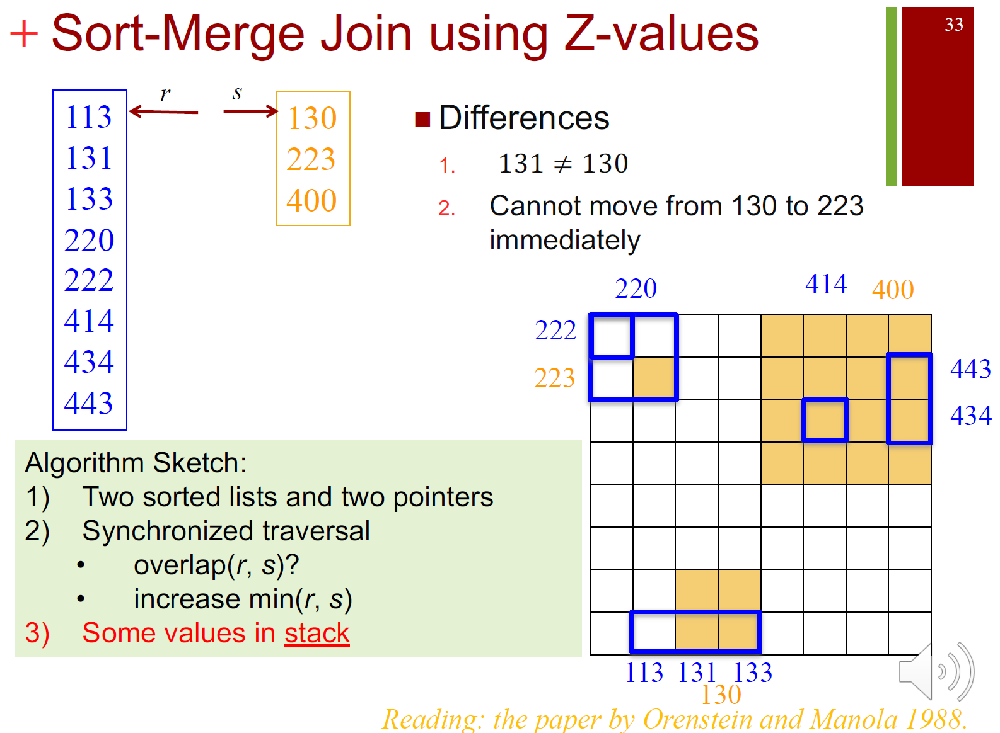 33
+ Sort-Merge Join using Z-values
r
s
113
131
133
220
222
414
434
443
130
223
400
■ Differences
1. 131 ≠ 130
2. Cannot move from 130 to 223
immediately
220
414
400
222
223
443
434
113 131 133
130
Algorithm Sketch:
1) Two sorted lists and two pointers
2) Synchronized traversal
• overlap(r, s)?
• increase min(r, s)
3) Some values in stack
Reading: the paper by Orenstein and Manola 1988.